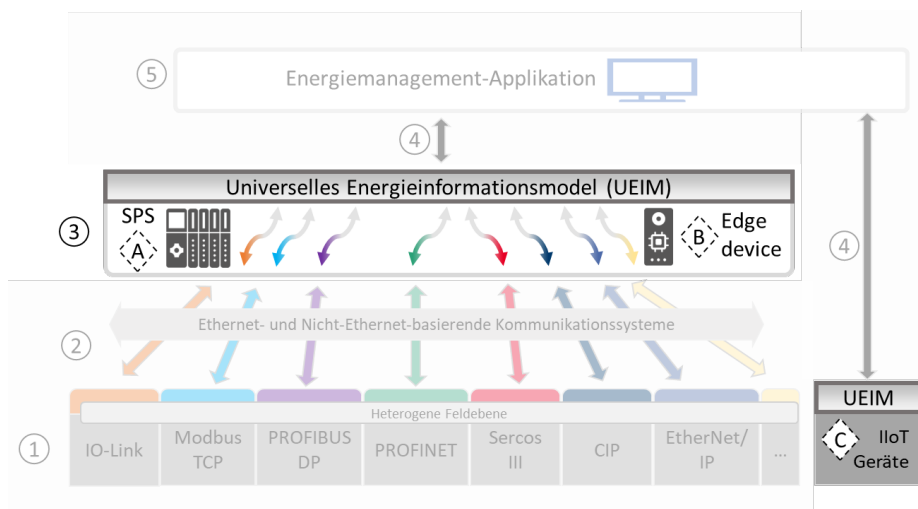 5
Energiemanagement-Applikation
4
Universelles Energieinformationsmodel (UEIM)
3
SPS
A
B
Edge
device
4
2
Ethernet- und Nicht-Ethernet-basierende Kommunikationssysteme
Heterogene Feldebene
1
IO-Link
Modbus
TCP
PROFIBUS
DP
PROFINET
Sercos
III
CIP
EtherNet/
IP
...
UEIM
C
IIoT
Geräte